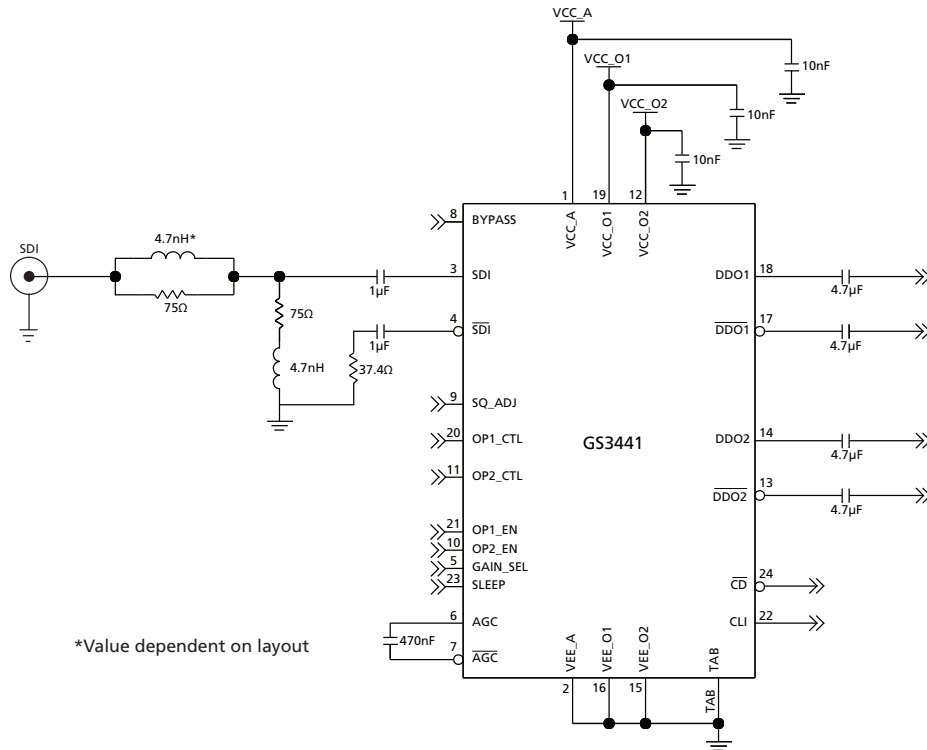 VCC_A
10nF
VCC_O1
10nF
VCC_O2
10nF
1
19
12
VCC_A
VCC_O1
VCC_O2
8
BYPASS
SDI
4.7nH*
75Ω
1µF
3
SDI
75Ω
4.7nH
37.4Ω
1µF
4
SDI
18
DDO1
4.7µF
17
DDO1
4.7µF
9
SQ_ADJ
20
OP1_CTL
11
OP2_CTL
GS3441
14
DDO2
4.7µF
13
DDO2
4.7µF
21
OP1_EN
10
OP2_EN
5
GAIN_SEL
23
SLEEP
24
CD
22
CLI
6
AGC
470nF
7
AGC
*Value dependent on layout
VEE_A
VEE_O1
VEE_O2
TAB
2
16
15
TAB